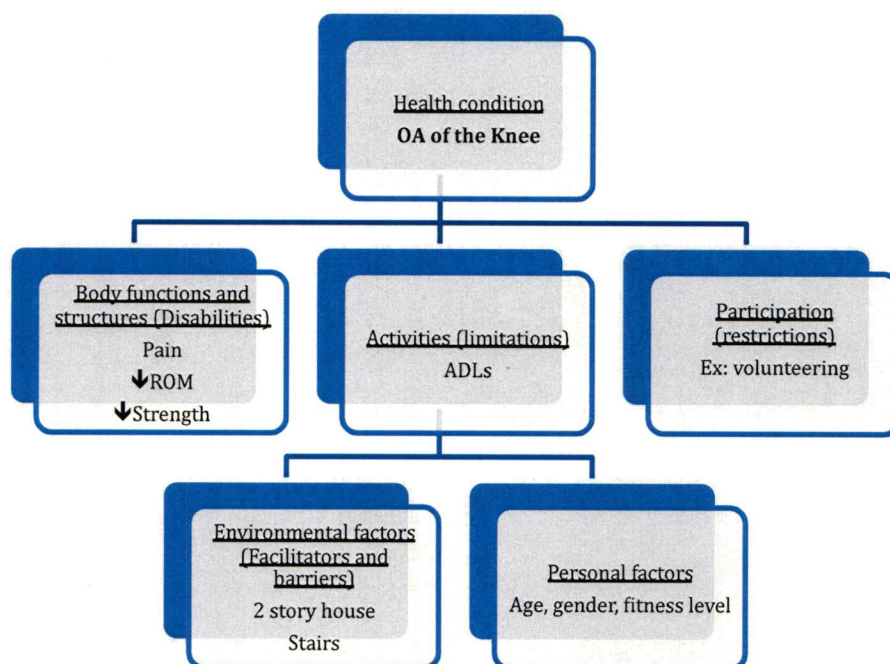 Health condition
OA of the Knee
Body functions and
structures (Disabilities)
Pain
🡻ROM
🡻Strength
Activities (limitations)
ADLs
Participation
(restrictions)
Ex: volunteering
Environmental factors
(Facilitators and
barriers)
2 story house
Stairs
Personal factors
Age, gender, fitness level